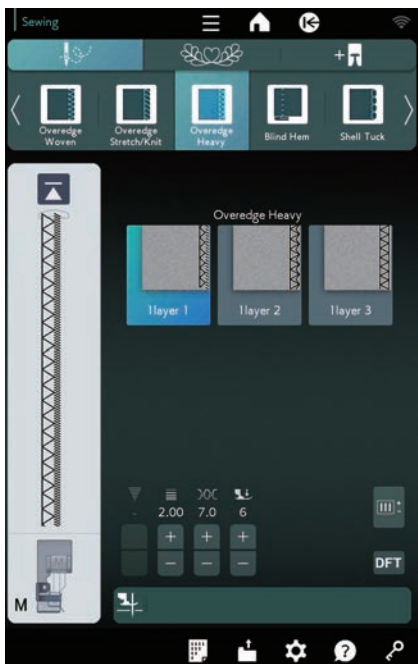 Sewing
+
Overedge Woven
Overedge Stretch/Knit
Overedge Heavy
Blind Hem
Shell Tuck
Overedge Heavy
1layer 1
1layer 2
1layer 3
- 2.00 7.0 6
+ + +
- - -
DFT
M
?